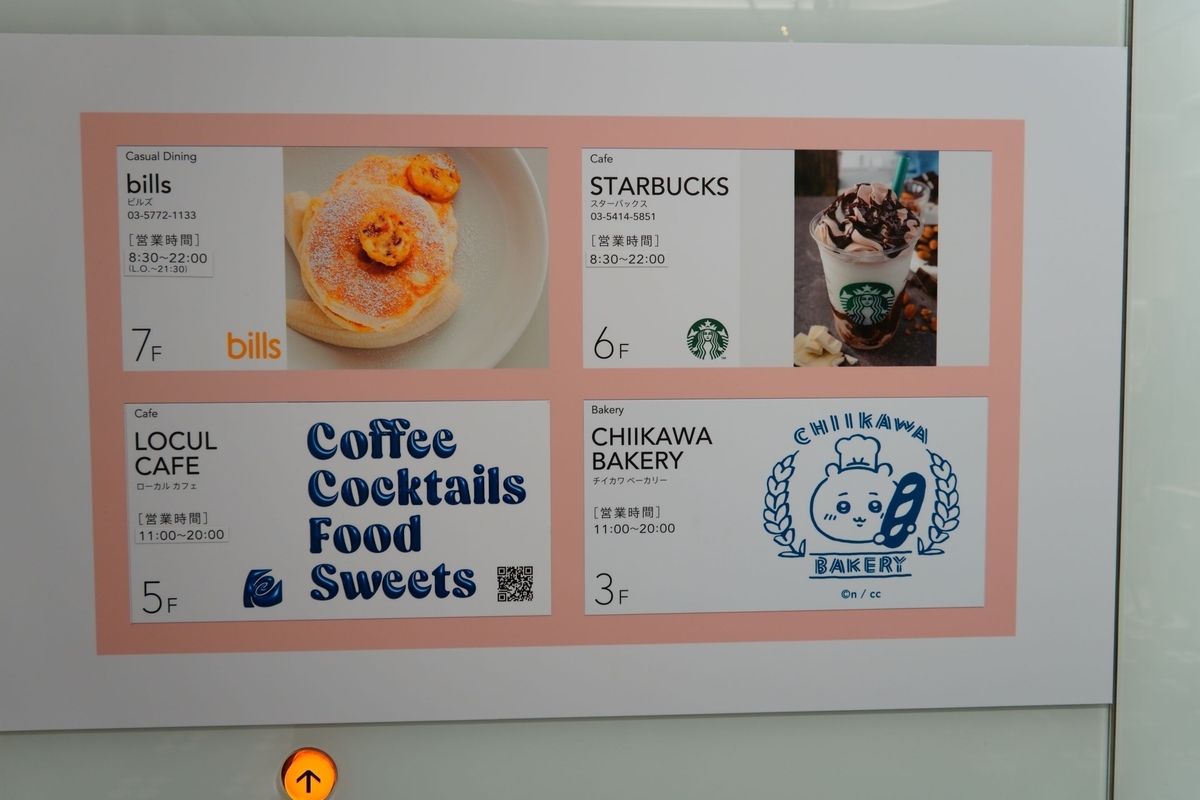 Casual Dining
bills
ビルズ
03-5772-1133
[営業時間]
8:30~22:00
(L.O.~21:30)
7F
bills
Cafe
STARBUCKS
スターバックス
03-5414-5851
[営業時間]
8:30~22:00
6F
Cafe
LOCUL
CAFE
ローカル カフェ
[営業時間]
11:00~20:00
5F
Coffee
Cocktails
Food
Sweets
Bakery
CHIIKAWA
BAKERY
チイカワ ベーカリー
[営業時間]
11:00~20:00
3F
CHIIKAWA
BAKERY
©n / cc